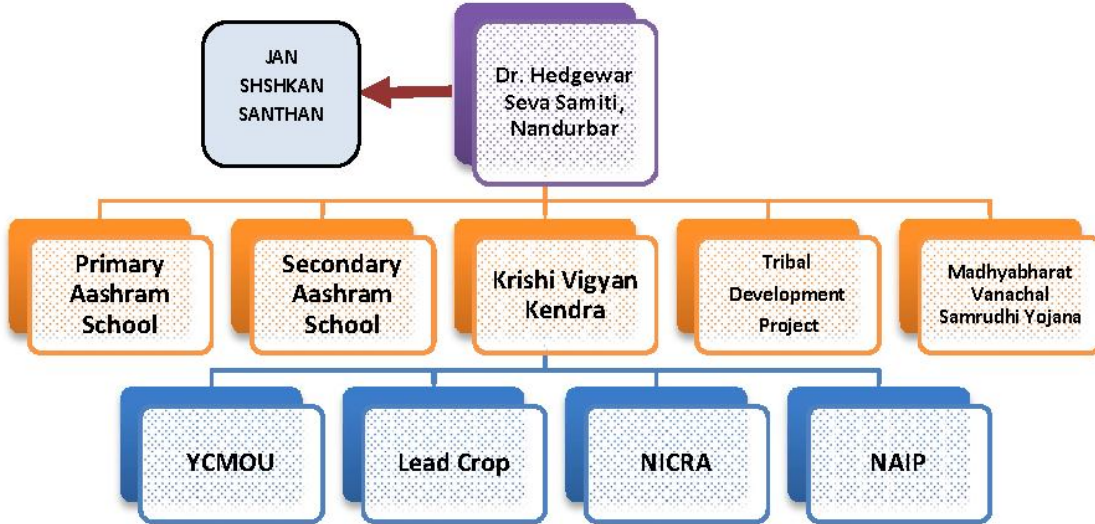 JAN
SHSHKAN
SANTHAN
Dr. Hedgewar
Seva Samiti,
Nandurbar
Primary
Aashram
School
Secondary
Aashram
School
Krishi Vigyan
Kendra
Tribal
Development
Project
Madhyabharat
Vanachal
Samrudhi Yojana
YCMOU
Lead Crop
NICRA
NAIP